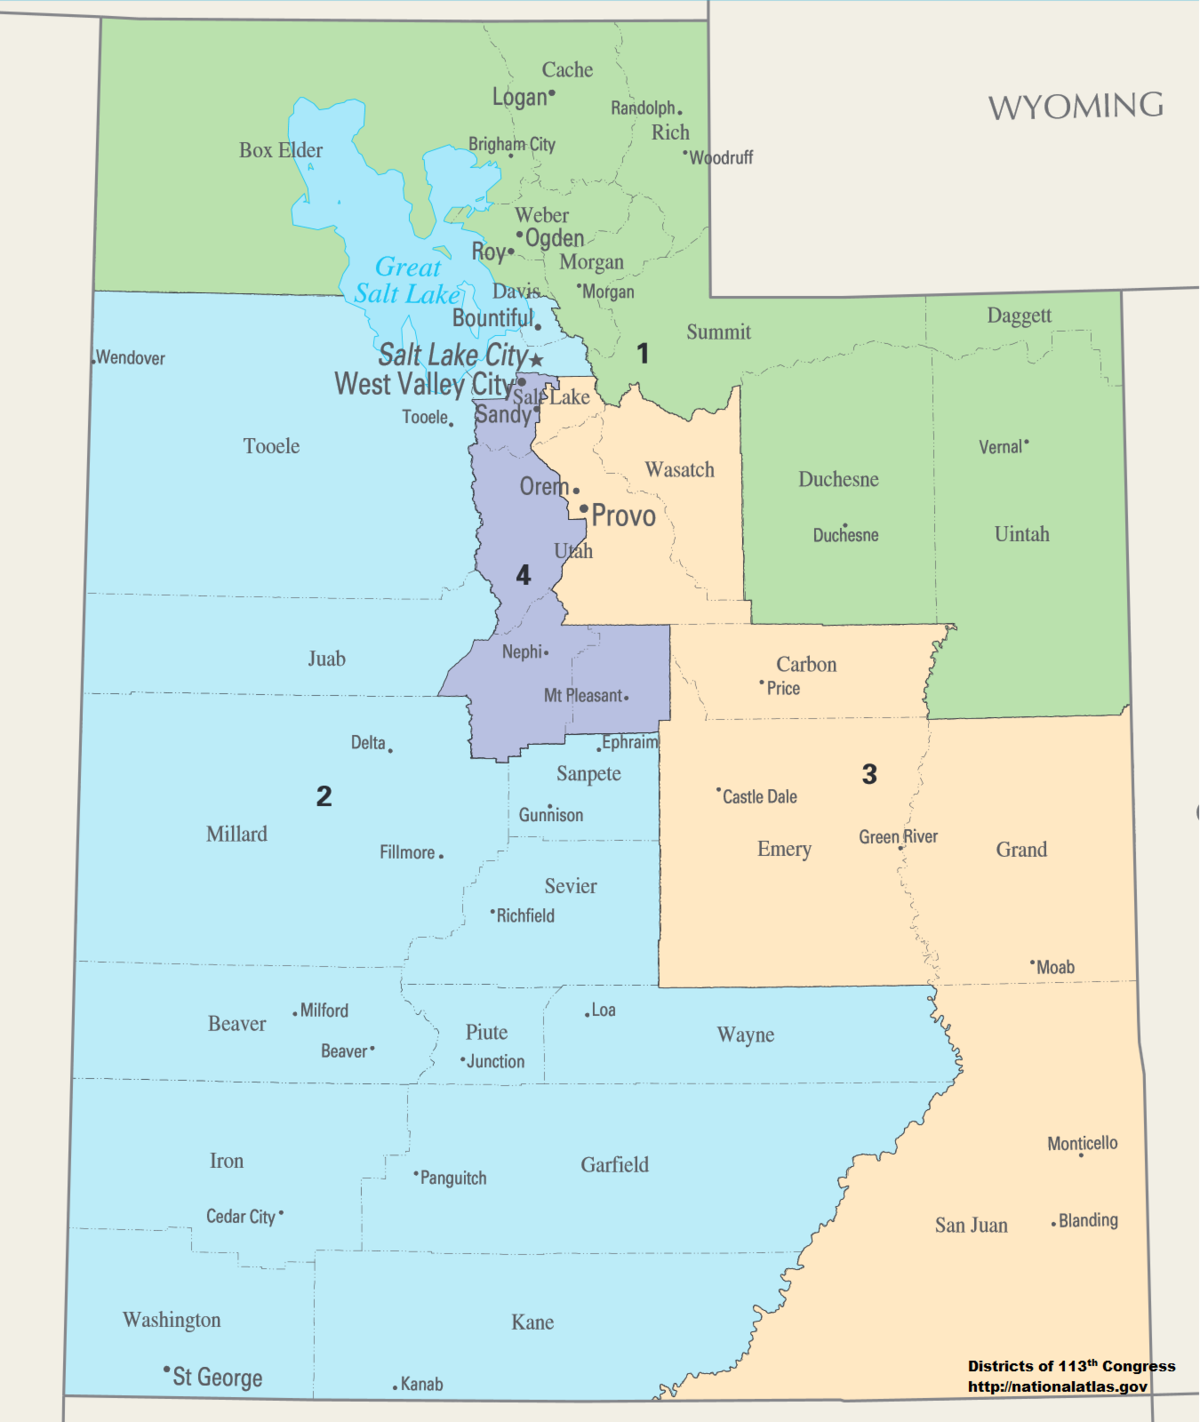 Cache
Logan
WYOMING
Randolph
Rich
Brigham City
Box Elder
Woodruff
Weber
Ogden
Roy
Morgan
Great
Salt Lake
Davis
Morgan
Daggett
Bountiful
Summit
Salt Lake City
1
Wendover
West Valley City
Salt Lake
Tooele
Sandy
Tooele
Vernal
Wasatch
Duchesne
Orem
Provo
Duchesne
Uintah
Utah
4
Nephi
Juab
Carbon
Price
Mt Pleasant
Delta
Ephraim
Sanpete
3
2
Castle Dale
Gunnison
Millard
Green River
Fillmore
Emery
Grand
Sevier
Richfield
Moab
Milford
Loa
Beaver
Piute
Wayne
Beaver
Junction
Monticello
Iron
Garfield
Panguitch
Cedar City
San Juan
Blanding
Washington
Kane
St George
Kanab
Districts of 113th Congress
http://nationalatlas.gov